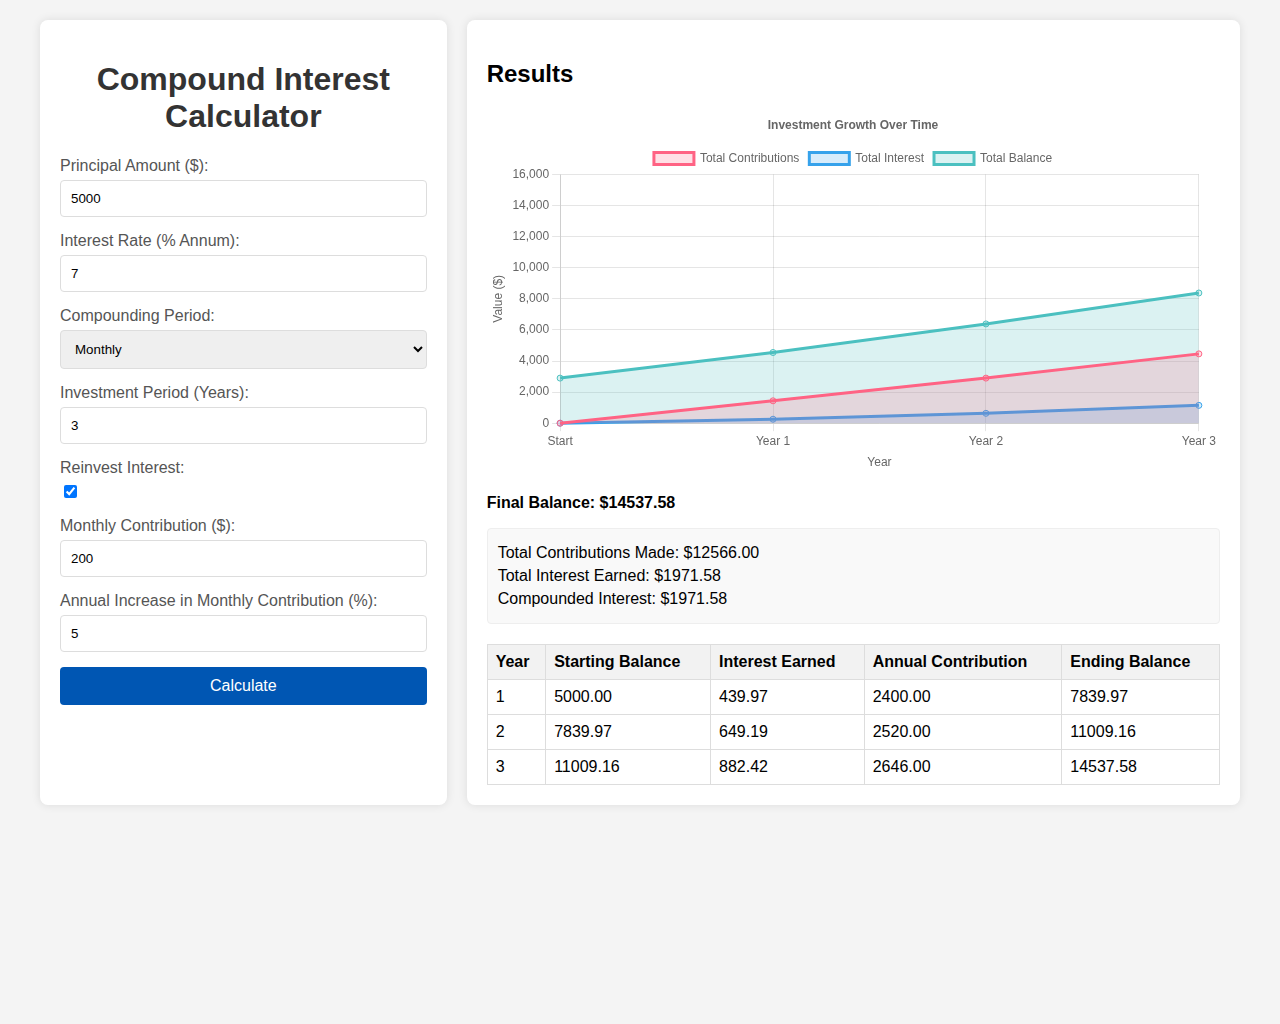 Compound Interest
Calculator
Principal Amount ($):
5000
Interest Rate (% Annum):
7
Compounding Period:
Monthly
Investment Period (Years):
3
Reinvest Interest:
Monthly Contribution ($):
200
Annual Increase in Monthly Contribution (%):
5
Calculate
Results
Investment Growth Over Time
Total Contributions Total Interest Total Balance
16,000
14,000
12,000
10,000
8,000
6,000
4,000
2,000
0
Value ($)
Start Year 1 Year 2 Year 3
Year
Final Balance: $14537.58
Total Contributions Made: $12566.00
Total Interest Earned: $1971.58
Compounded Interest: $1971.58
Year Starting Balance Interest Earned Annual Contribution Ending Balance
1 5000.00 439.97 2400.00 7839.97
2 7839.97 649.19 2520.00 11009.16
3 11009.16 882.42 2646.00 14537.58